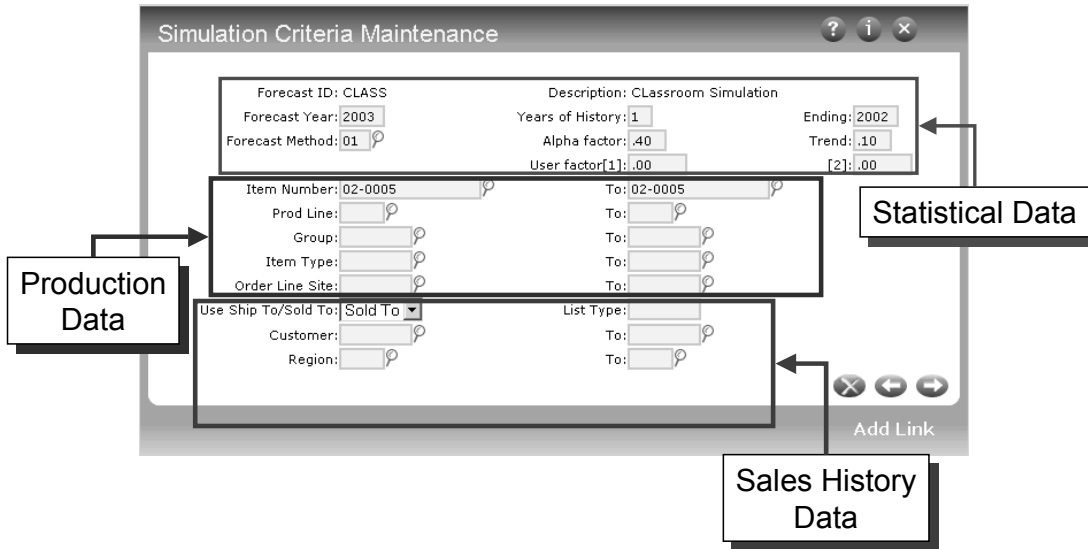 Simulation Criteria Maintenance ? i ×
Forecast ID: CLASS Description: CLassroom Simulation
Forecast Year: 2003 Years of History: 1 Ending: 2002
Forecast Method: 01 Alpha factor: .40 Trend: .10
User factor[1]: .00 [2]: .00
Item Number: 02-0005 To: 02-0005
Prod Line: To:
Group: To:
Item Type: To:
Order Line Site: To:
Use Ship To/Sold To: Sold To List Type:
Customer: To:
Region: To:
Add Link
Statistical Data
Production
Data
Sales History
Data